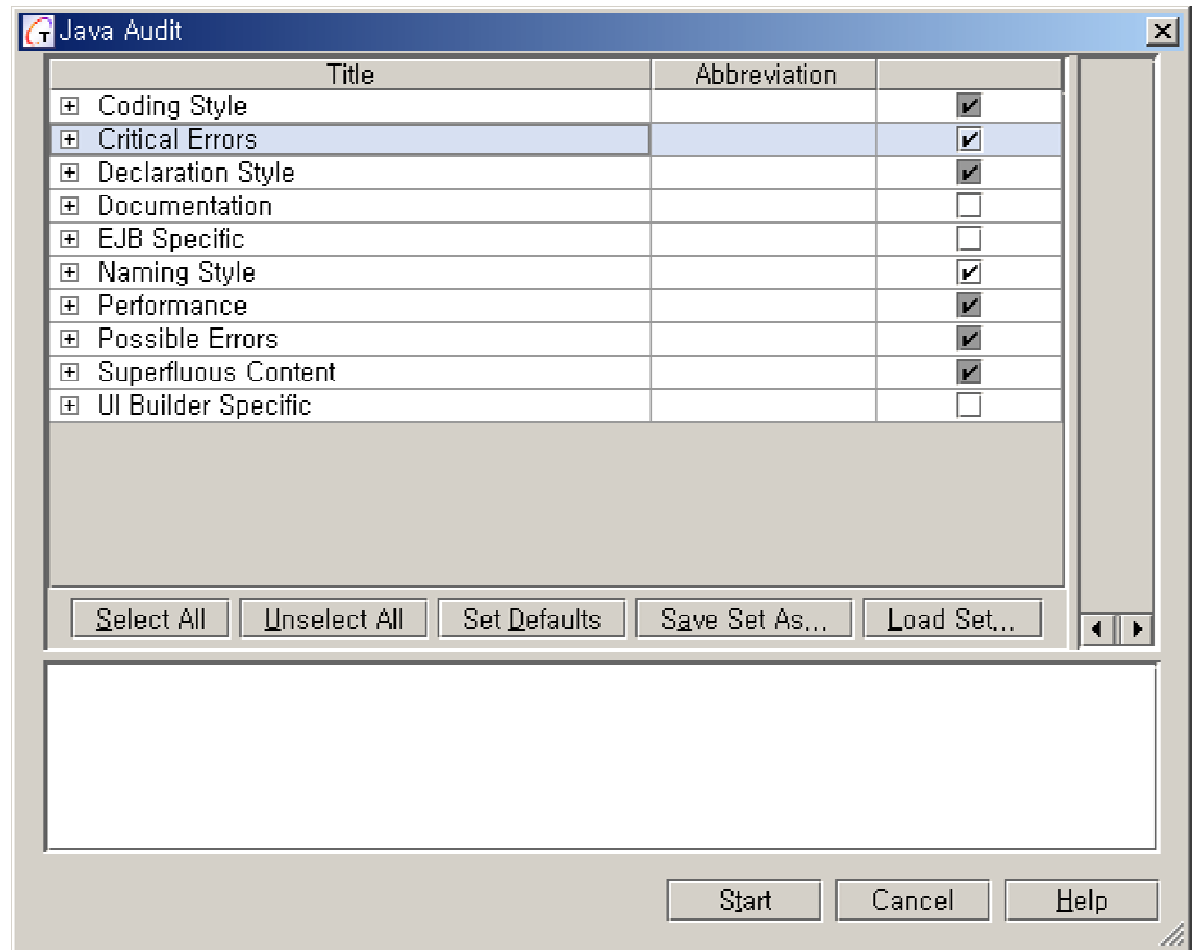 Java Audit
Title Abbreviation
Coding Style
Critical Errors
Declaration Style
Documentation
EJB Specific
Naming Style
Performance
Possible Errors
Superfluous Content
UI Builder Specific
Select All Unselect All Set Defaults Save Set As... Load Set...
Start Cancel Help